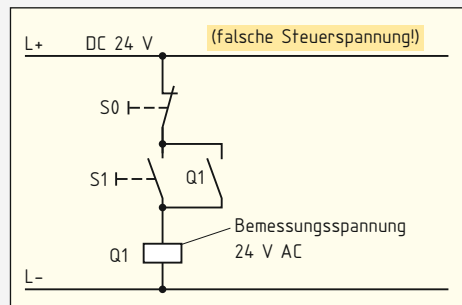 L+ DC 24 V (falsche Steuerspannung!)
S0
S1 Q1
Bemessungsspannung
Q1 24 V AC
L-